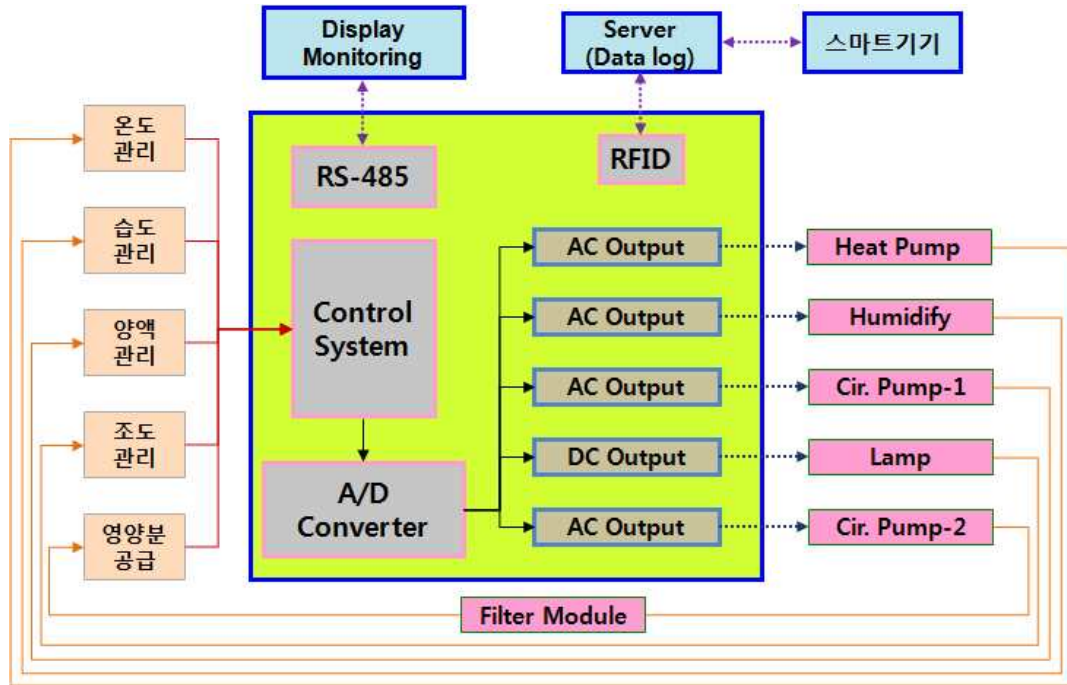 Display
Monitoring
Server
(Data log)
스마트기기
온도
관리
습도
관리
양액
관리
조도
관리
영양분
공급
RS-485
RFID
Control
System
A/D
Converter
AC Output
AC Output
AC Output
DC Output
AC Output
Heat Pump
Humidify
Cir. Pump-1
Lamp
Cir. Pump-2
Filter Module